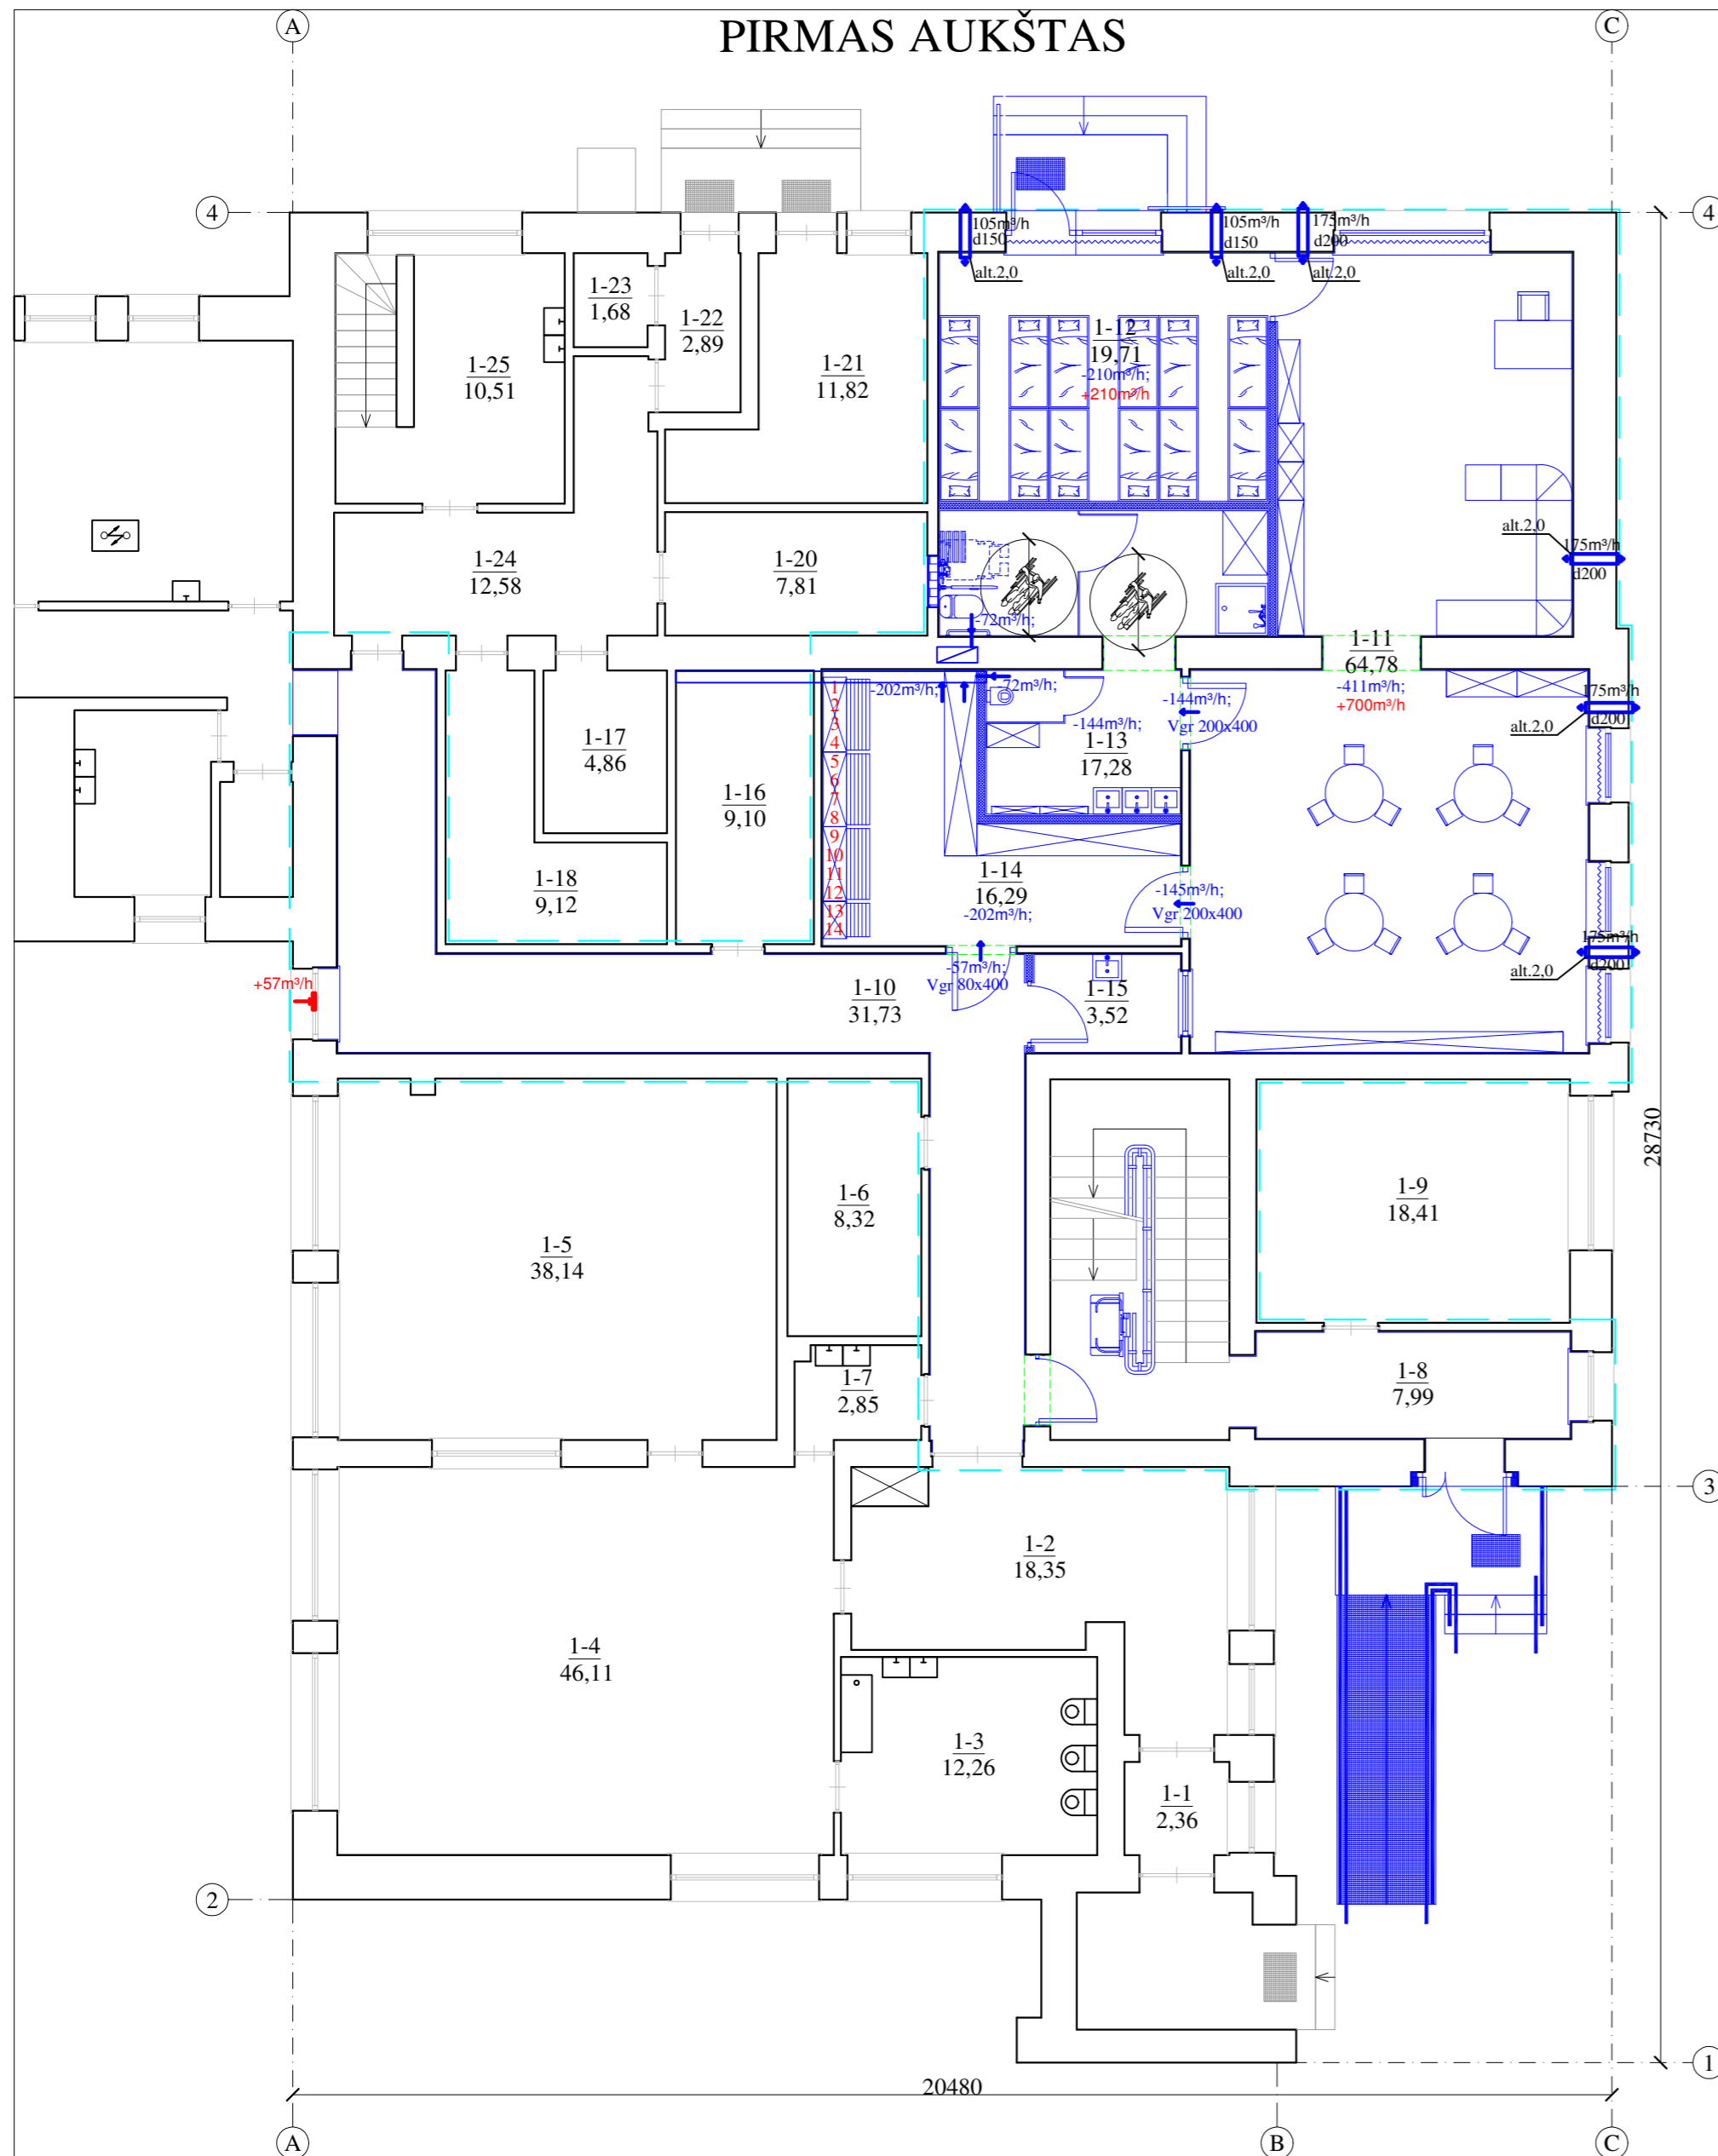 A
PIRMAS AUKŠTAS
C
4
4
105m³/h
d150
alt.2,0
105m³/h
d150
alt.2,0
175m³/h
d200
alt.2,0
1-23
1,68
1-22
2,89
1-25
10,51
1-21
11,82
1-12
19,71
-210m³/h;
+210m³/h
alt.2,0
175m³/h
d200
1-24
12,58
1-20
7,81
-72m³/h;
1-11
64,78
-411m³/h;
+700m³/h
175m³/h
d200
alt.2,0
-202m³/h;
-72m³/h;
-144m³/h;
Vgr 200x400
-144m³/h;
1-13
17,28
1
2
3
4
5
6
7
8
9
10
11
12
13
14
1-17
4,86
1-16
9,10
1-18
9,12
1-14
16,29
-202m³/h;
-145m³/h;
Vgr 200x400
175m³/h
d200
alt.2,0
+57m³/h
-57m³/h;
Vgr 80x400
1-10
31,73
1-15
3,52
28730
1-6
8,32
1-9
18,41
1-5
38,14
1-7
2,85
1-8
7,99
3
1-2
18,35
1-4
46,11
1-3
12,26
1-1
2,36
2
1
20480
A
B
C